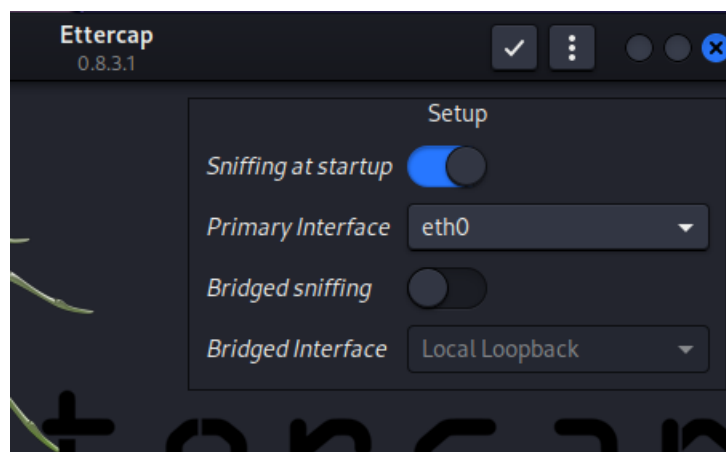 Ettercap
0.8.3.1
Setup
Sniffing at startup
Primary Interface eth0
Bridged sniffing
Bridged Interface Local Loopback